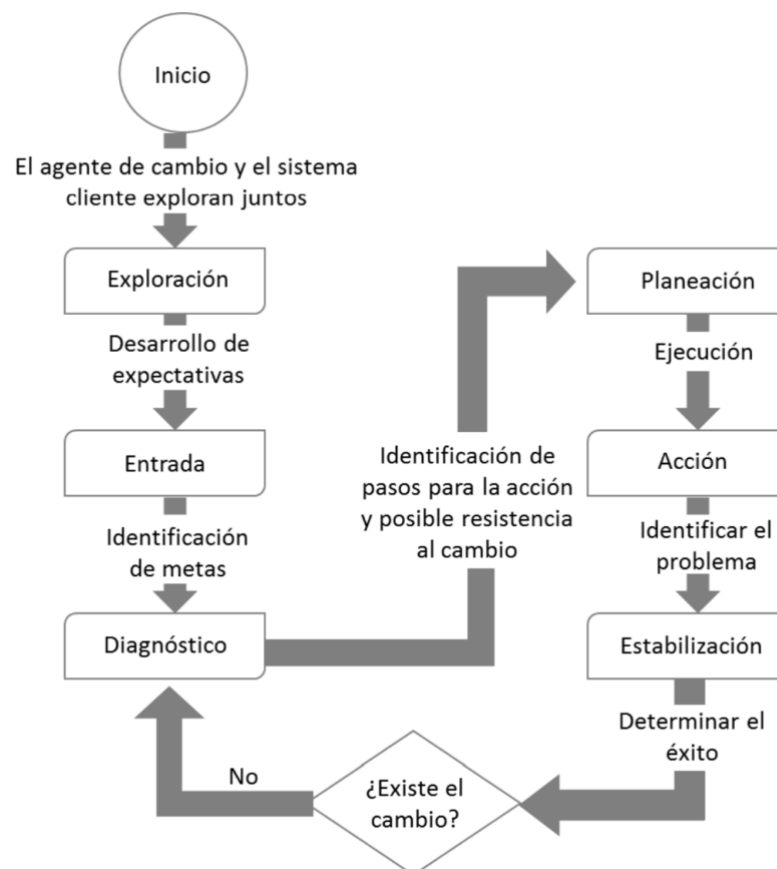 Inicio
El agente de cambio y el sistema
cliente exploran juntos
Exploración
Desarrollo de
expectativas
Entrada
Identificación
de metas
Diagnóstico
Identificación de
pasos para la acción
y posible resistencia
al cambio
Planeación
Ejecución
Acción
Identificar el
problema
Estabilización
Determinar el
éxito
¿Existe el
cambio?
No